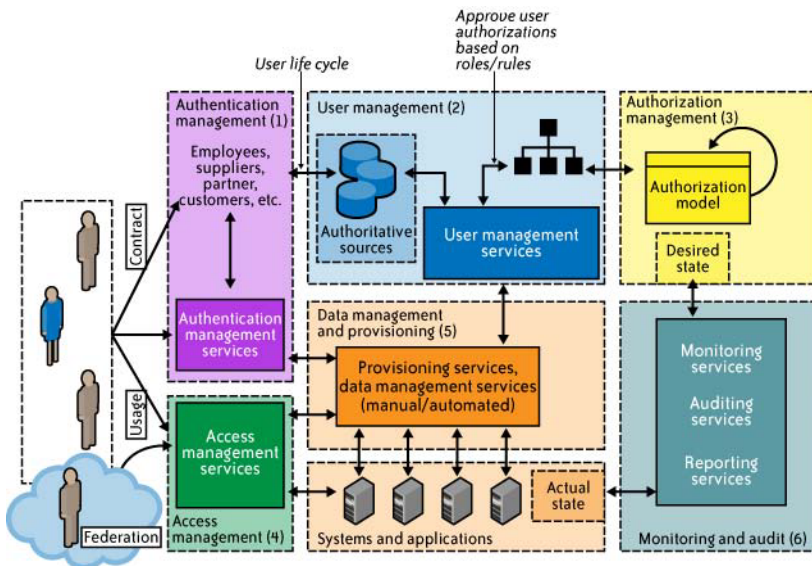 Approve user
authorizations
based on
roles/rules
User life cycle
Authentication
management (1)
Employees,
suppliers,
partner,
customers, etc.
Authentication
management
services
User management (2)
Authoritative
sources
User management
services
Authorization
management (3)
Authorization
model
Desired
state
Contract
Usage
Federation
Access
management
services
Access
management (4)
Data management
and provisioning (5)
Provisioning services,
data management services
(manual/automated)
Actual
state
Systems and applications
Monitoring
services
Auditing
services
Reporting
services
Monitoring and audit (6)